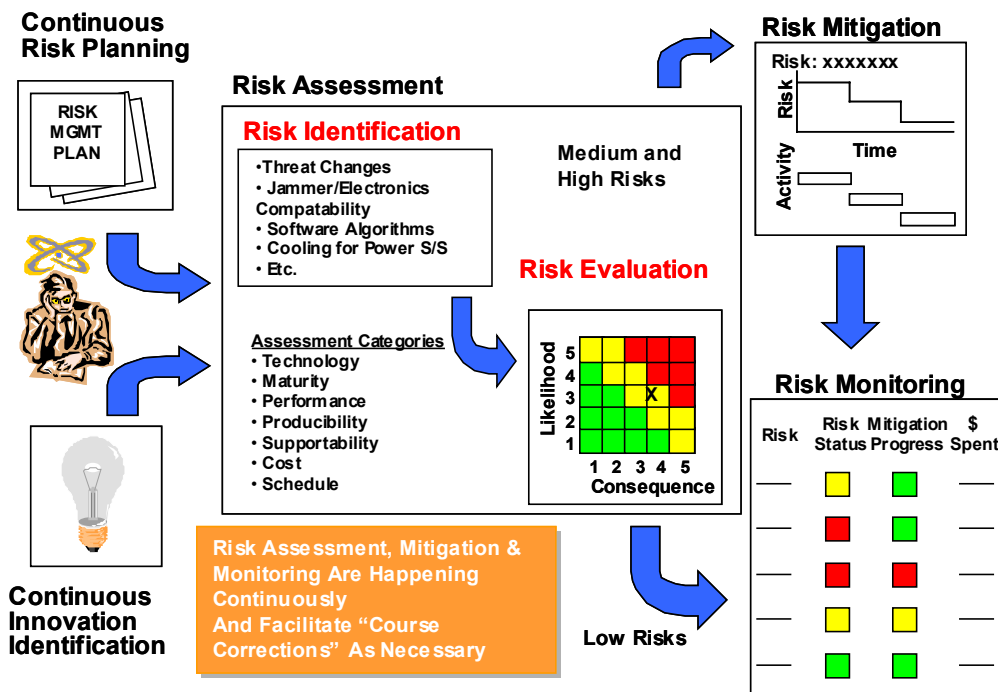 Continuous
Risk Planning
RISK
MGMT
PLAN
Continuous
Innovation
Identification
Risk Assessment
Risk Identification
•Threat Changes
• Jammer/Electronics
Compatability
• Software Algorithms
• Cooling for Power S/S
• Etc.
Medium and
High Risks
Assessment Categories
• Technology
• Maturity
• Performance
• Producibility
• Supportability
• Cost
• Schedule
Risk Evaluation
Likelihood
5
4
3
2
1
X
1 2 3 4 5
Consequence
Risk Assessment, Mitigation &
Monitoring Are Happening
Continuously
And Facilitate “Course
Corrections” As Necessary
Low Risks
Risk Mitigation
Risk: xxxxxxx
Risk
Time
Activity
Risk Monitoring
Risk
Risk Status
Mitigation Progress
$ Spent